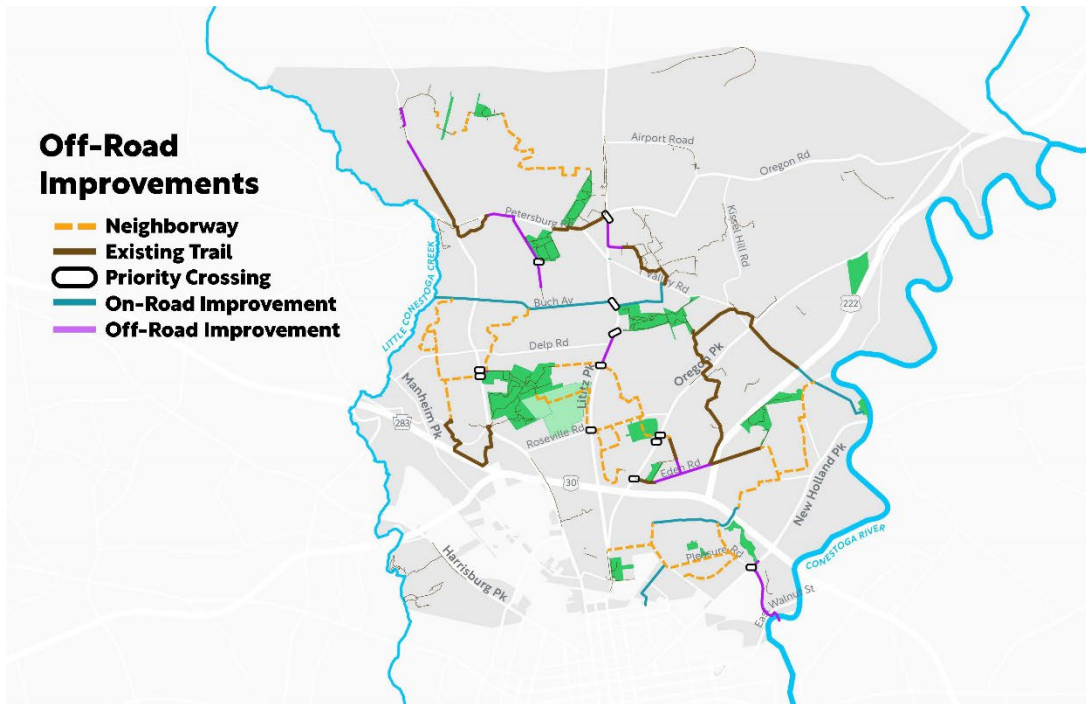 Off-Road
Improvements
Neighborway
Existing Trail
Priority Crossing
On-Road Improvement
Off-Road Improvement
Airport Road
Oregon Rd
Kissel Hill Rd
Petersburg
Valley Rd
LITTLE CONESTOGA CREEK
Buch Av
222
Delp Rd
Oregon Pk
Manheim Pk
Lititz Pk
283
Roseville Rd
Eden Rd
30
New Holland Pk
CONESTOGA RIVER
Pleasure Rd
Harrisburg Pk
East Walnut St